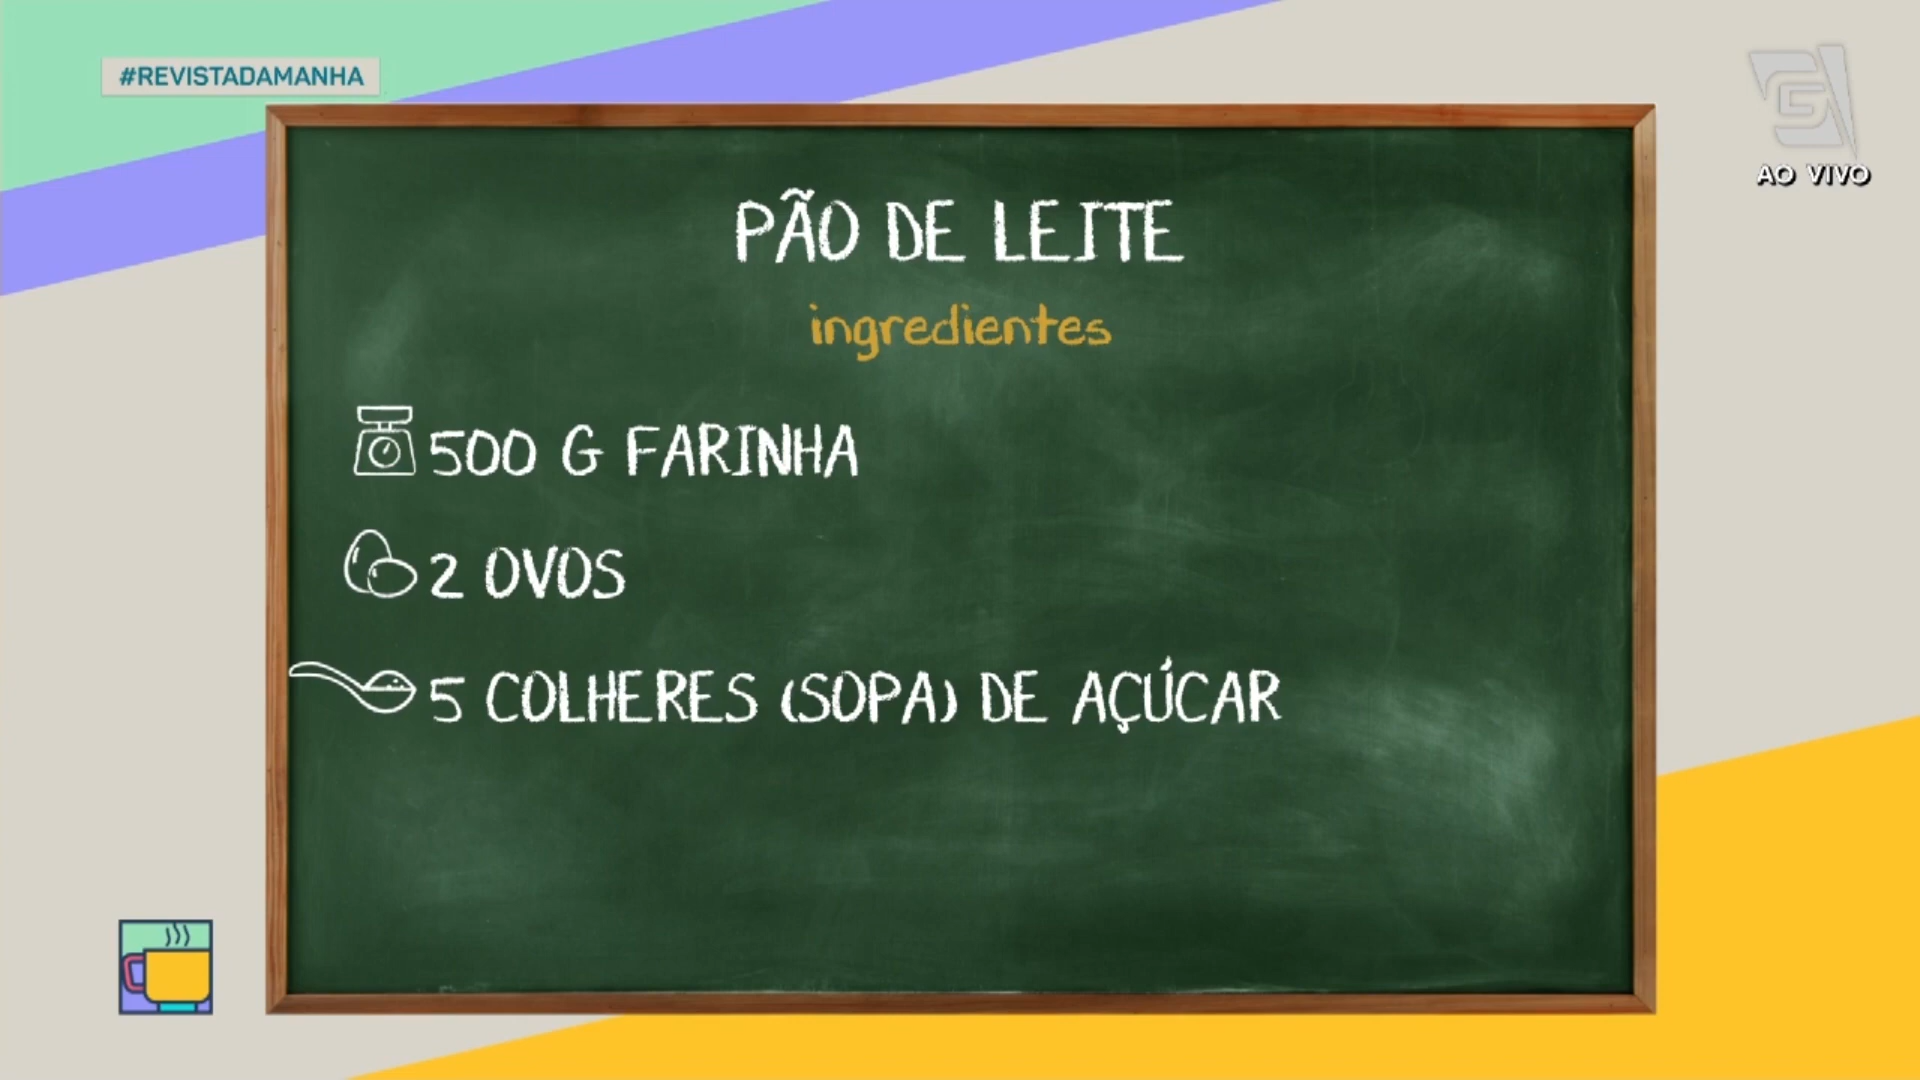 #REVISTADAMANHA
AO VIVO
PÃO DE LEITE
ingredientes
500 G FARINHA
2 OVOS
5 COLHERES (SOPA) DE AÇÚCAR